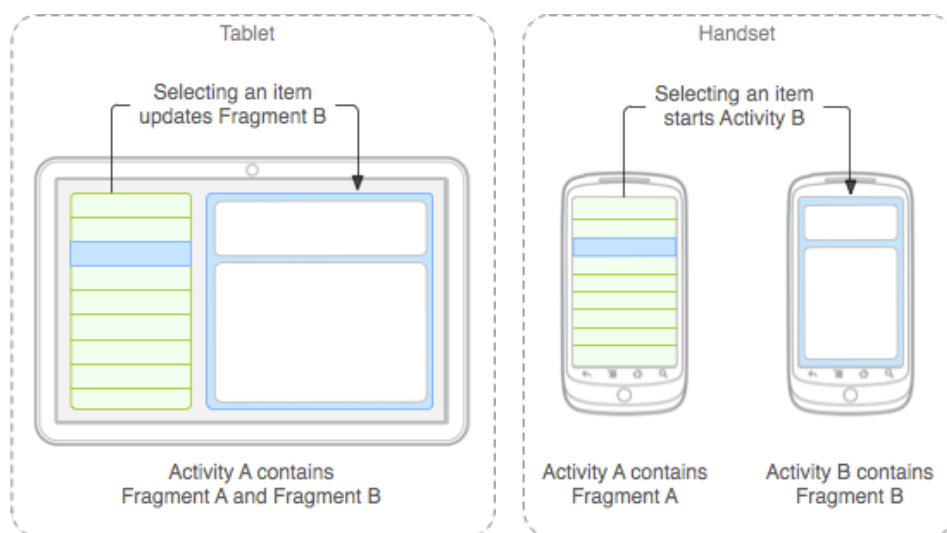 Tablet
Selecting an item
updates Fragment B
Activity A contains
Fragment A and Fragment B
Handset
Selecting an item
starts Activity B
Activity A contains
Fragment A
Activity B contains
Fragment B